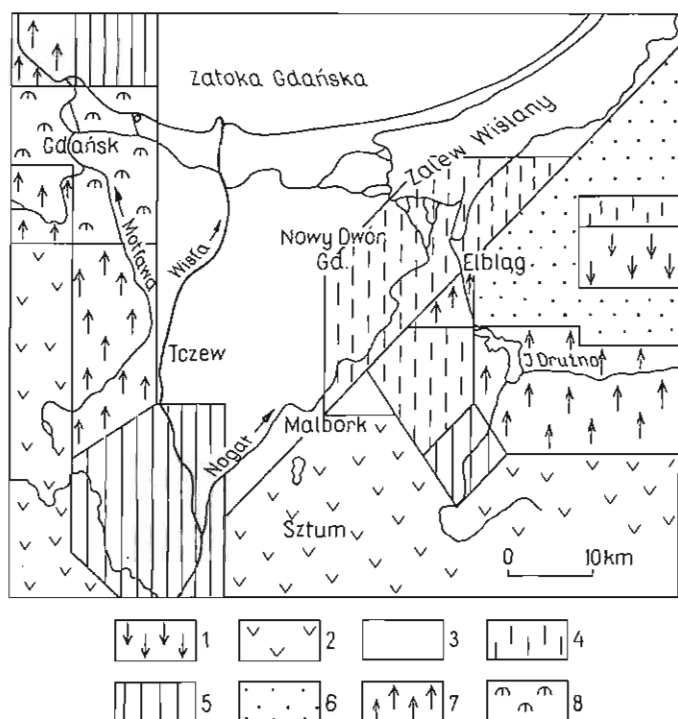 Zatoka Gdańska
Gdańsk
Zalew Wiślany
Motława
Wisła
Nowy Dwór
Gd.
Elbląg
Tczew
J. Drużno
Nogat
Malbork
Sztum
0 10km
1 2 3 4
5 6 7 8